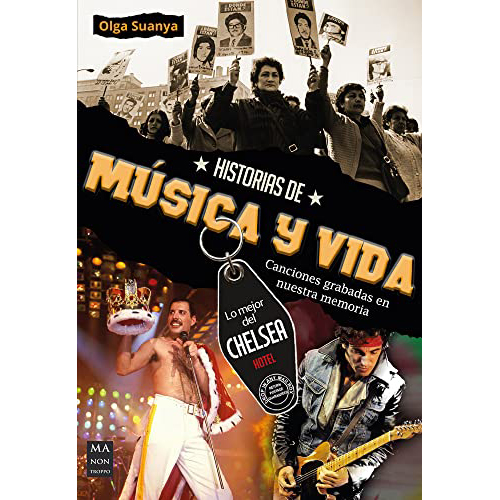 Olga Suanya
HISTORIAS DE
MÚSICA Y VIDA
Canciones grabadas en
nuestra memoria
Lo mejor
del
CHELSEA
HOTEL
MA
NON
TROPPO